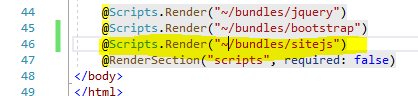 44 @Scripts.Render("~/bundles/jquery")
45 @Scripts.Render("~/bundles/bootstrap")
46 @Scripts.Render("~/bundles/sitejs")
47 @RenderSection("scripts", required: false)
48 </body>
49 </html>